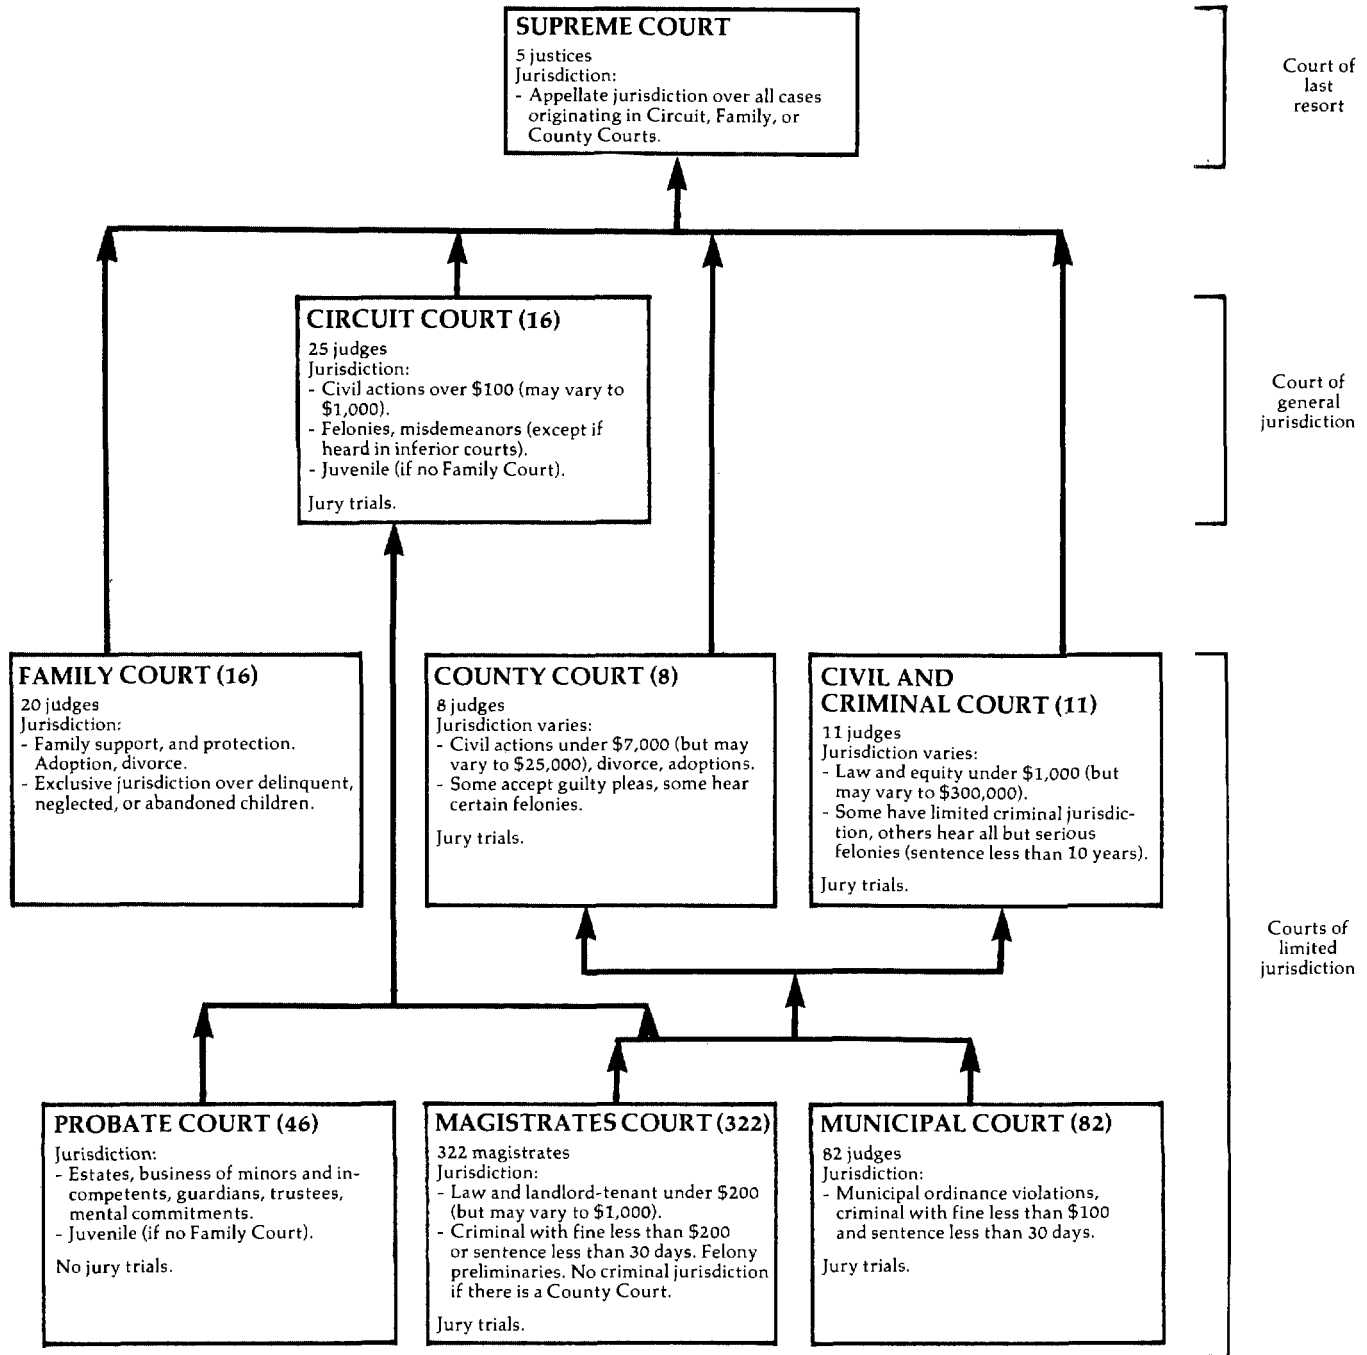 SUPREME COURT
5 justices
Jurisdiction:
- Appellate jurisdiction over all cases
originating in Circuit, Family, or
County Courts.
Court of
last
resort
CIRCUIT COURT (16)
25 judges
Jurisdiction:
- Civil actions over $100 (may vary to
$1,000).
- Felonies, misdemeanors (except if
heard in inferior courts).
- Juvenile (if no Family Court).
Jury trials.
Court of
general
jurisdiction
FAMILY COURT (16)
20 judges
Jurisdiction:
- Family support, and protection.
Adoption, divorce.
- Exclusive jurisdiction over delinquent,
neglected, or abandoned children.
COUNTY COURT (8)
8 judges
Jurisdiction varies:
- Civil actions under $7,000 (but may
vary to $25,000), divorce, adoptions.
- Some accept guilty pleas, some hear
certain felonies.
Jury trials.
CIVIL AND
CRIMINAL COURT (11)
11 judges
Jurisdiction varies:
- Law and equity under $1,000 (but
may vary to $300,000).
- Some have limited criminal jurisdic-
tion, others hear all but serious
felonies (sentence less than 10 years).
Jury trials.
Courts of
limited
jurisdiction
PROBATE COURT (46)
Jurisdiction:
- Estates, business of minors and in-
competents, guardians, trustees,
mental commitments.
- Juvenile (if no Family Court).
No jury trials.
MAGISTRATES COURT (322)
322 magistrates
Jurisdiction:
- Law and landlord-tenant under $200
(but may vary to $1,000).
- Criminal with fine less than $200
or sentence less than 30 days. Felony
preliminaries. No criminal jurisdiction
if there is a County Court.
Jury trials.
MUNICIPAL COURT (82)
82 judges
Jurisdiction:
- Municipal ordinance violations,
criminal with fine less than $100
and sentence less than 30 days.
Jury trials.